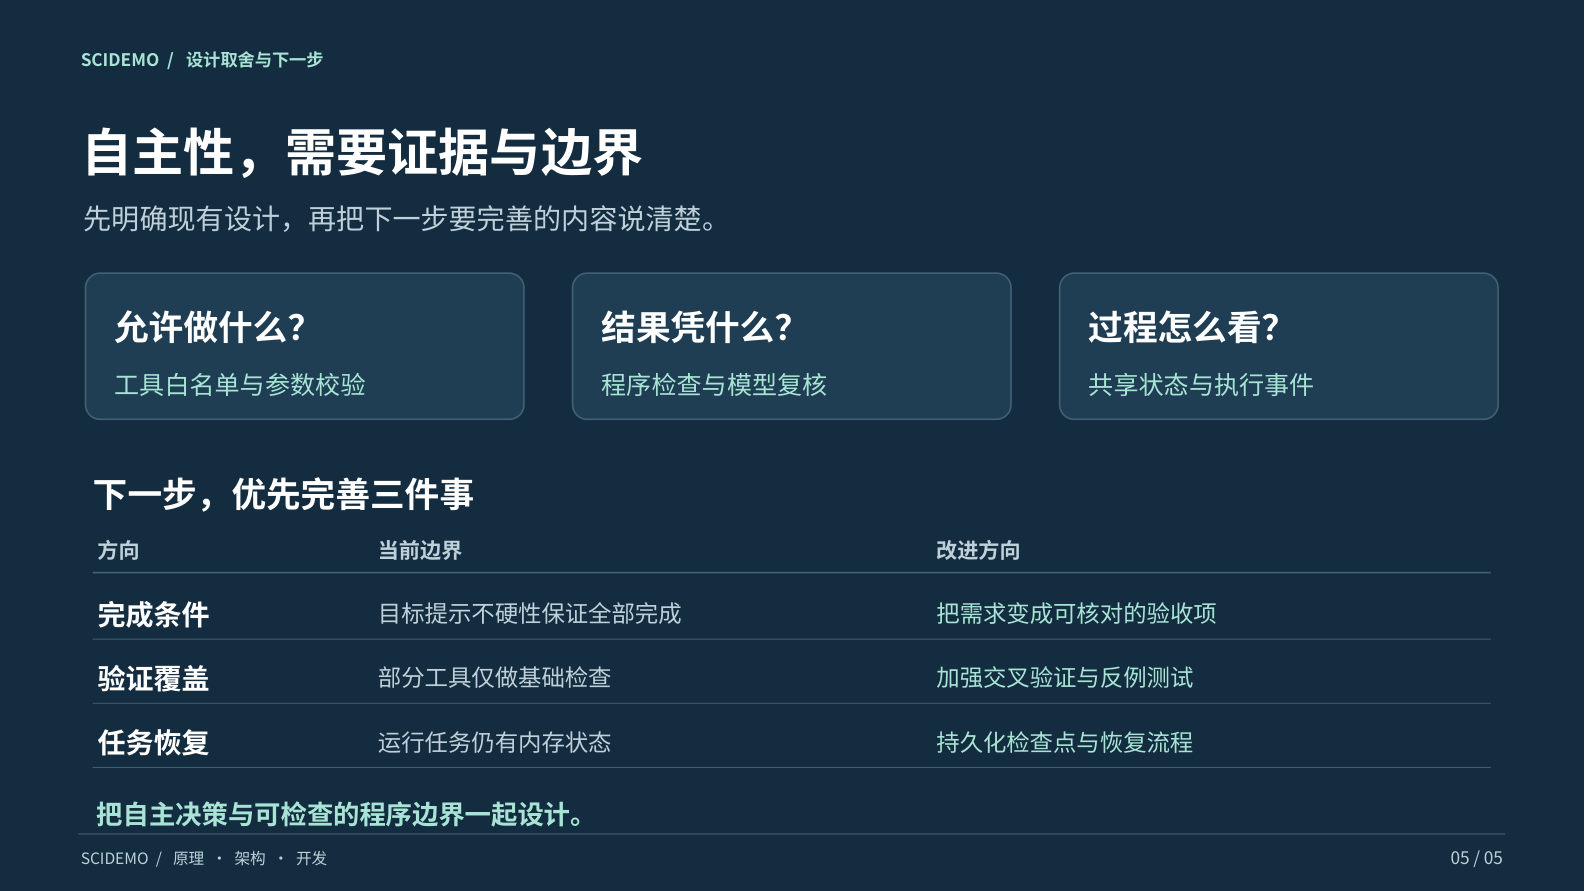 SCIDEMO / 设计取舍与下一步
自主性，需要证据与边界
先明确现有设计，再把下一步要完善的内容说清楚。
允许做什么？
工具白名单与参数校验
结果凭什么？
程序检查与模型复核
过程怎么看？
共享状态与执行事件
下一步，优先完善三件事
方向 当前边界 改进方向
完成条件 目标提示不硬性保证全部完成 把需求变成可核对的验收项
验证覆盖 部分工具仅做基础检查 加强交叉验证与反例测试
任务恢复 运行任务仍有内存状态 持久化检查点与恢复流程
把自主决策与可检查的程序边界一起设计。
SCIDEMO / 原理 · 架构 · 开发 05 / 05